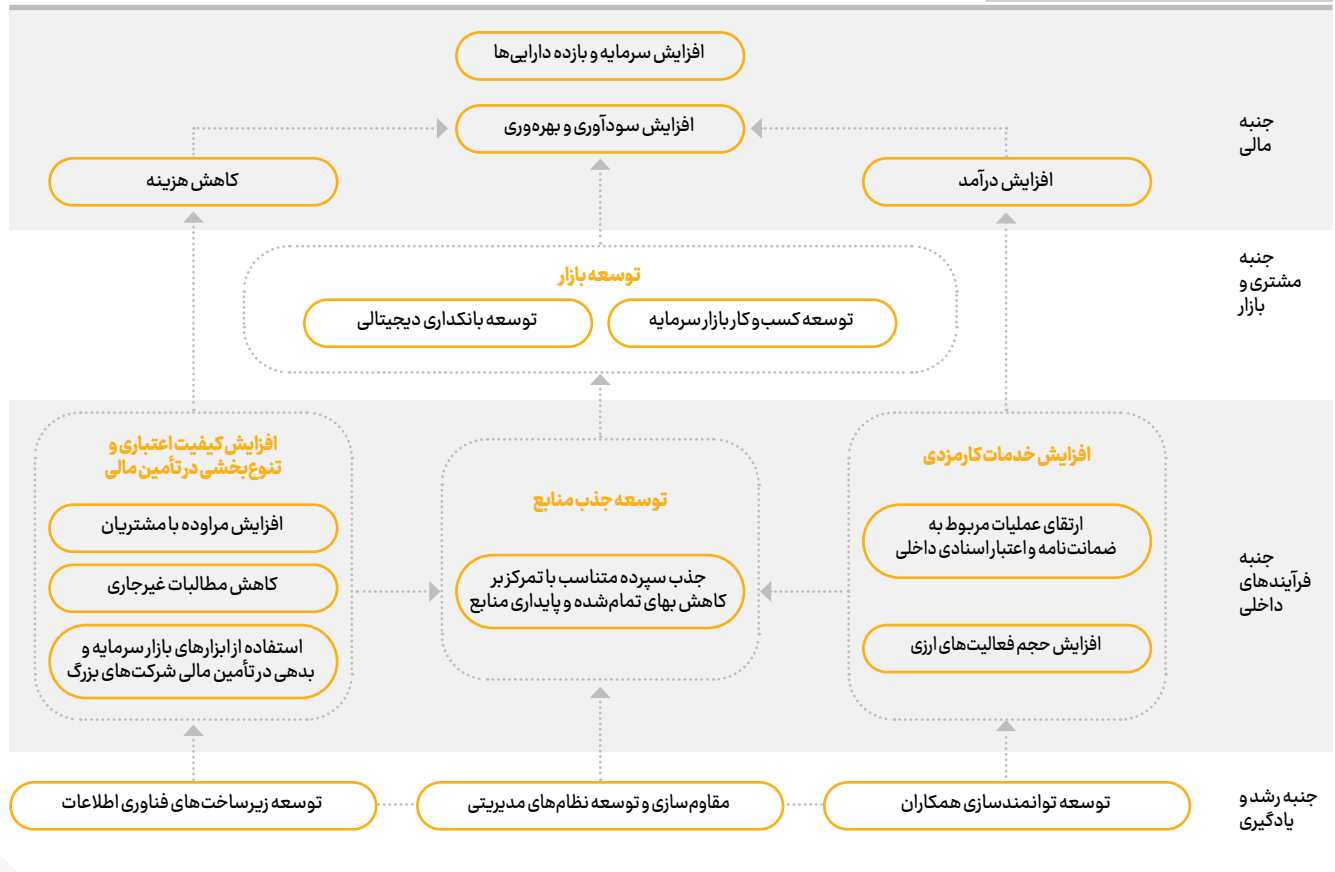 افزایش سرمایه و بازده دارایی‌ها
جنبه
مالی
افزایش سودآوری و بهره‌وری
افزایش درآمد
کاهش هزینه
جنبه
مشتری و
بازار
توسعه بازار
توسعه کسب‌و‌کار بازار سرمایه
توسعه بانکداری دیجیتالی
جنبه
فرآیندهای
داخلی
افزایش خدمات کارمزدی
ارتقای عملیات مربوط به
ضمانت‌نامه و اعتبار اسنادی داخلی
افزایش حجم فعالیت‌های ارزی
توسعه جذب منابع
جذب سپرده متناسب با تمرکز بر
کاهش بهای تمام‌شده و پایداری منابع
افزایش کیفیت اعتباری و
تنوع‌بخشی در تأمین مالی
افزایش مراوده با مشتریان
کاهش مطالبات غیرجاری
استفاده از ابزارهای بازار سرمایه و
بدهی در تأمین مالی شرکت‌های بزرگ
جنبه رشد و
یادگیری
توسعه توانمندسازی همکاران
مقاوم‌سازی و توسعه نظام‌های مدیریتی
توسعه زیرساخت‌های فناوری اطلاعات